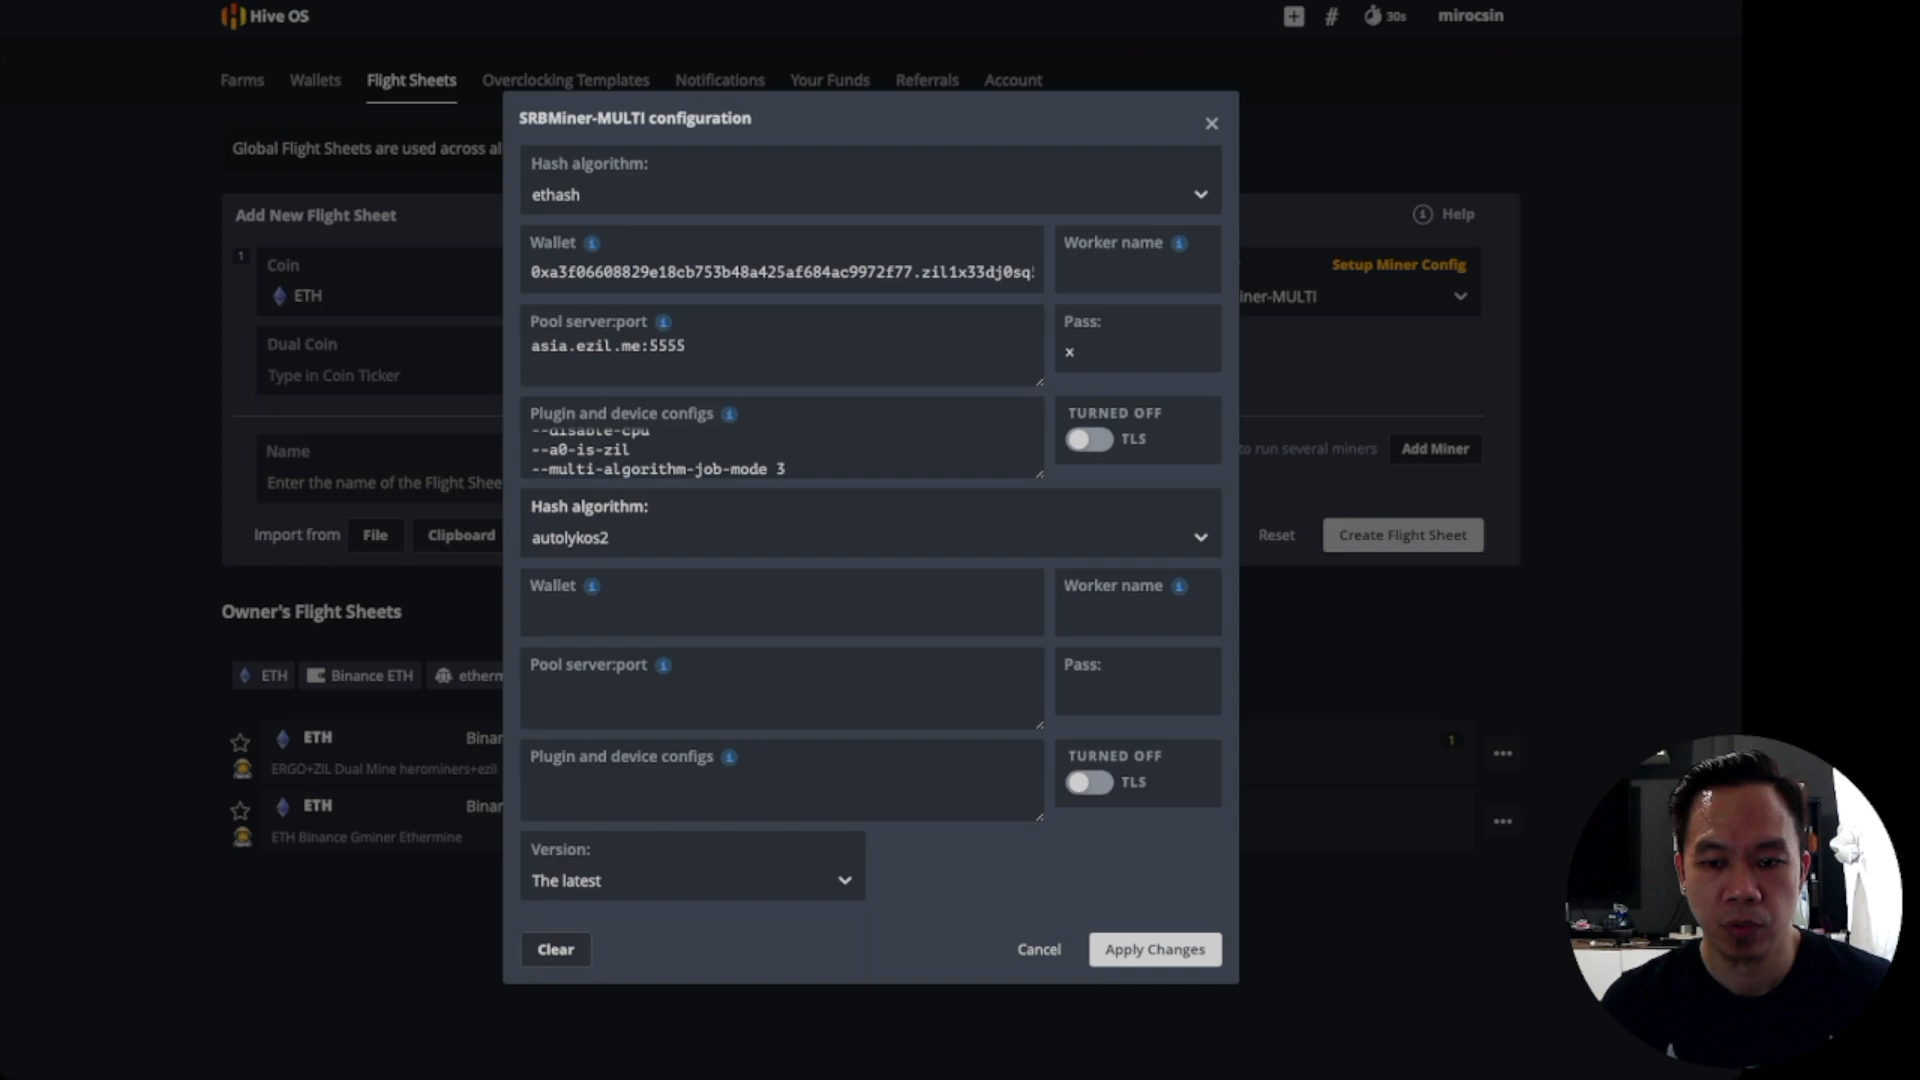 Hive OS
30s
mirocsin
Farms
Wallets
Flight Sheets
Overclocking Templates
Notifications
Your Funds
Referrals
Account
SRBMiner-MULTI configuration
Global Flight Sheets are used across al
Hash algorithm:
ethash
Add New Flight Sheet
Help
1
Coin
ETH
Wallet
0xa3f06608829e18cb753b48a425af684ac9972f77.zil1x33dj0sq
Worker name
Setup Miner Config
iner-MULTI
Dual Coin
Type in Coin Ticker
Pool server:port
asia.ezil.me:5555
Pass:
x
Plugin and device configs
--disable-cpu
--a0-is-zil
--multi-algorithm-job-mode 3
TURNED OFF
TLS
to run several miners
Add Miner
Name
Enter the name of the Flight Shee
Hash algorithm:
autolykos2
Import from
File
Clipboard
Reset
Create Flight Sheet
Wallet
Worker name
Owner's Flight Sheets
Pool server:port
Pass:
ETH
Binance ETH
etherm
ETH
Binar
1
ERGO+ZIL Dual Mine herominers+ezil
Plugin and device configs
TURNED OFF
TLS
ETH
Binar
ETH Binance Gminer Ethermine
Version:
The latest
Clear
Cancel
Apply Changes